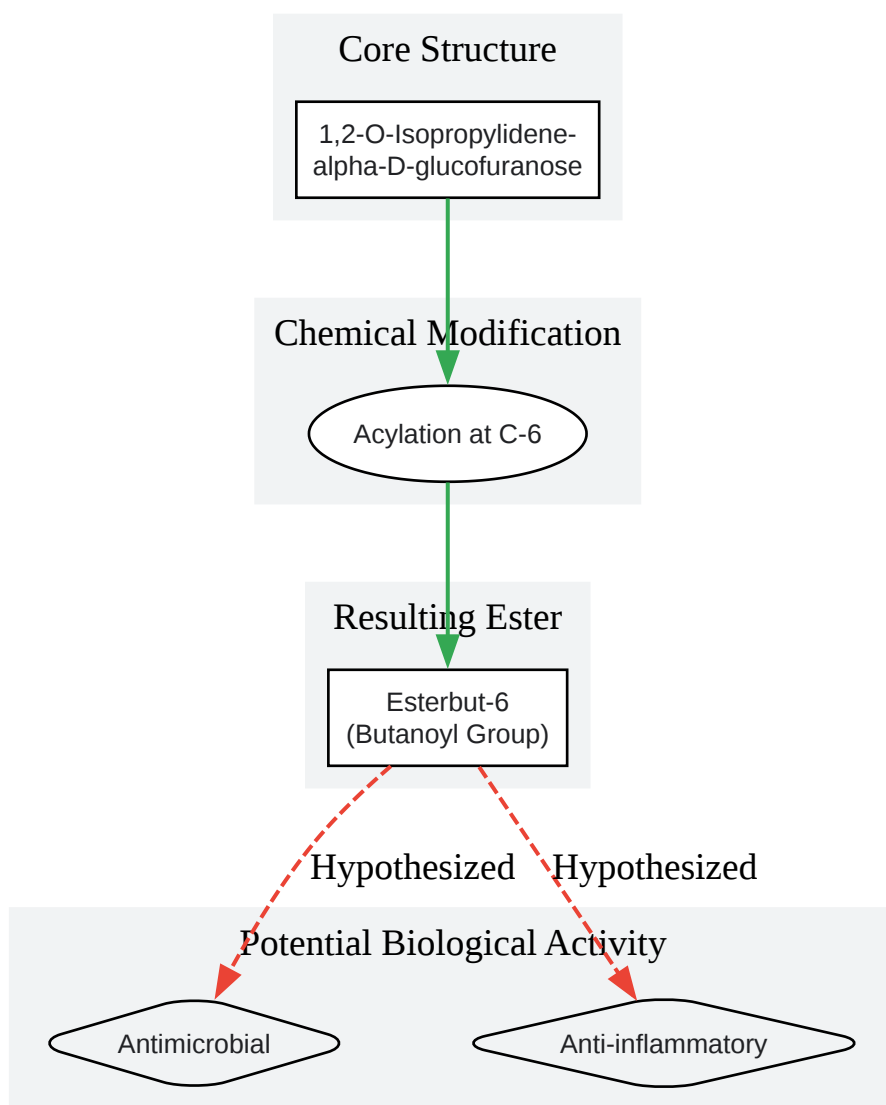 Core Structure
1,2-O-Isopropylidene-
alpha-D-glucofuranose
Chemical Modification
Acylation at C-6
Resulting Ester
Esterbut-6
(Butanoyl Group)
Hypothesized
Hypothesized
Potential Biological Activity
Antimicrobial
Anti-inflammatory